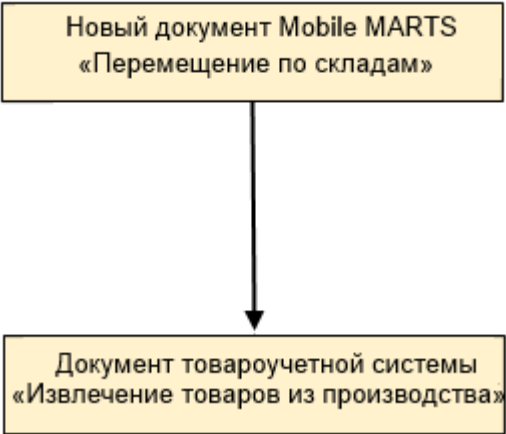 Новый документ Mobile MARTS
«Перемещение по складам»
Документ товароучетной системы
«Извлечение товаров из производства»